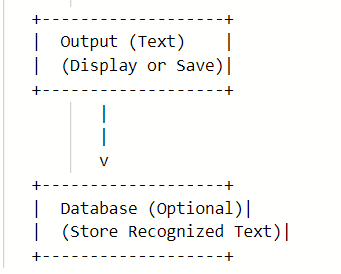 +-------------------+
|  Output (Text)    |
|  (Display or Save)|
+-------------------+
       |
       |
       v
+-------------------+
|  Database (Optional)|
|  (Store Recognized Text)|
+-------------------+